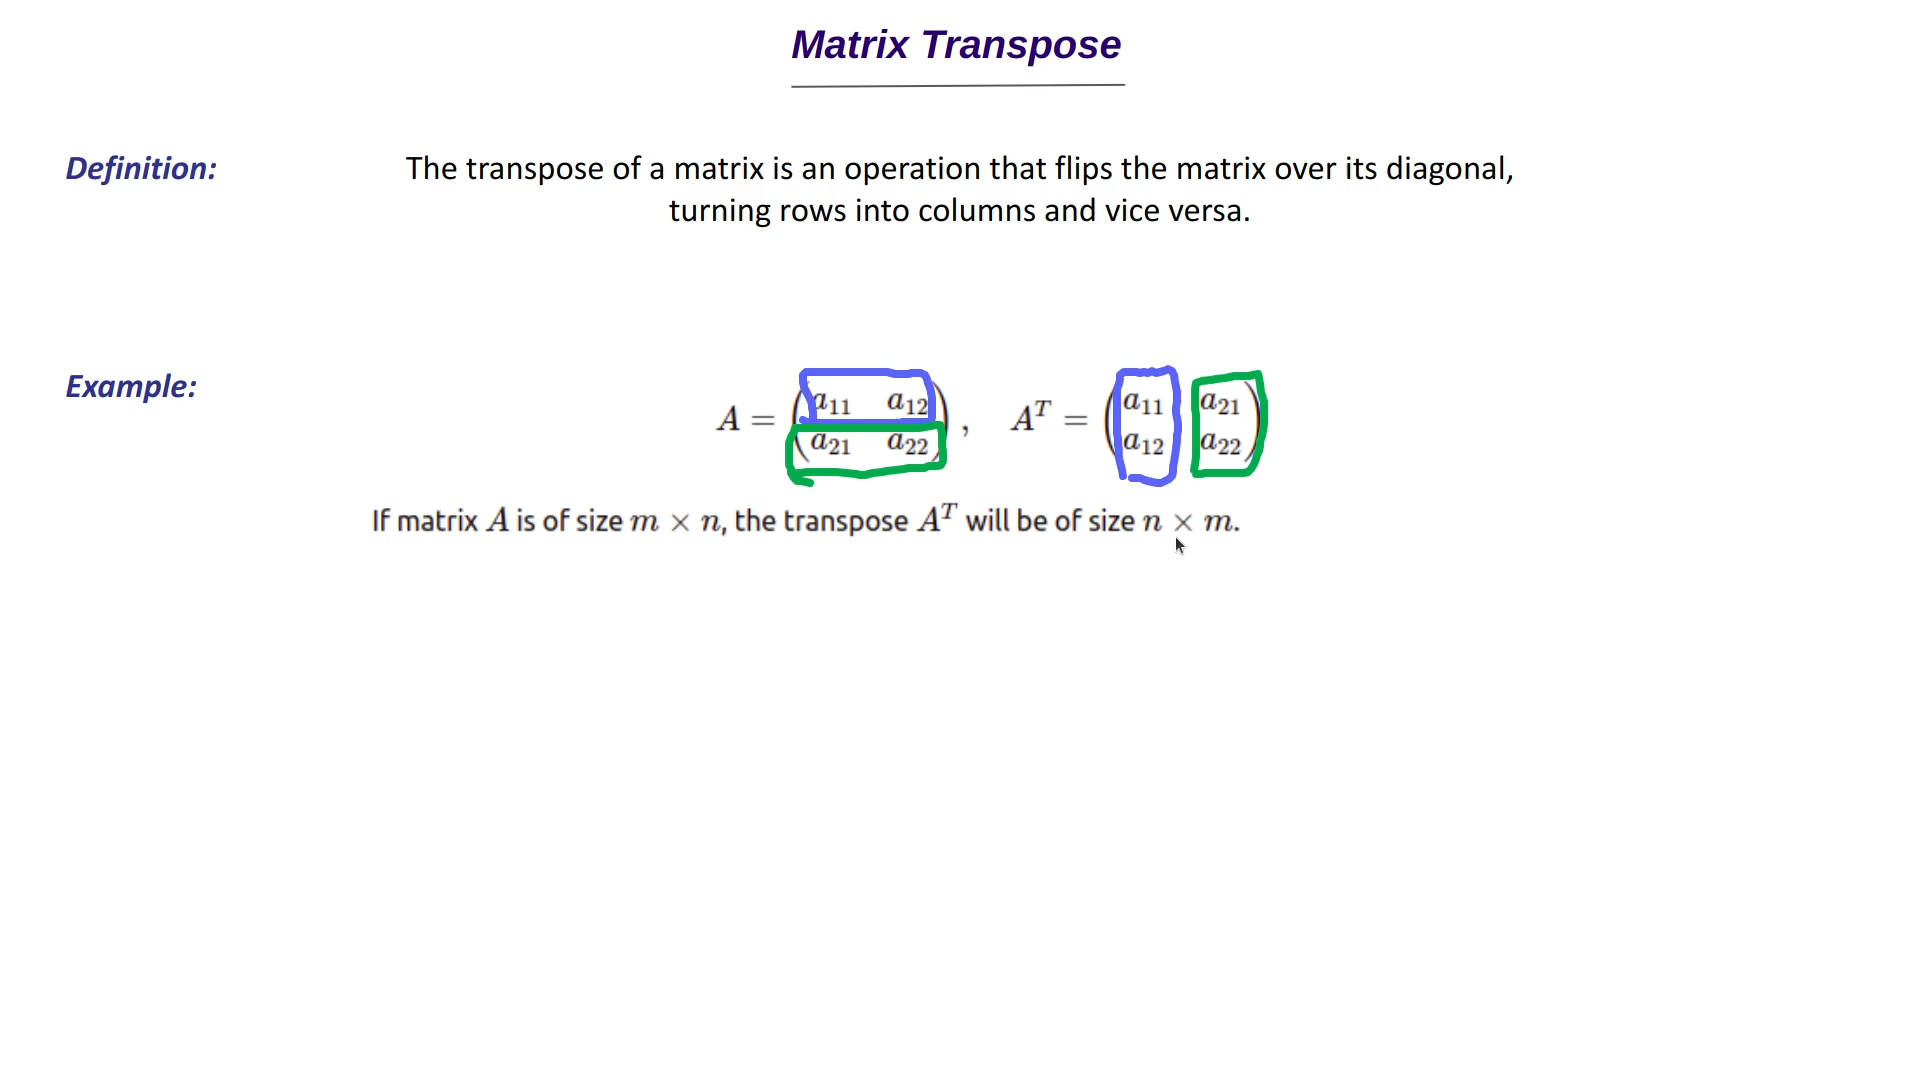 Matrix Transpose
Definition:
The transpose of a matrix is an operation that flips the matrix over its diagonal,
turning rows into columns and vice versa.
Example:
A = ( a₁₁ a₁₂ ; a₂₁ a₂₂ ) , Aᵀ = ( a₁₁ a₂₁ ; a₁₂ a₂₂ )
If matrix A is of size m × n, the transpose Aᵀ will be of size n × m.